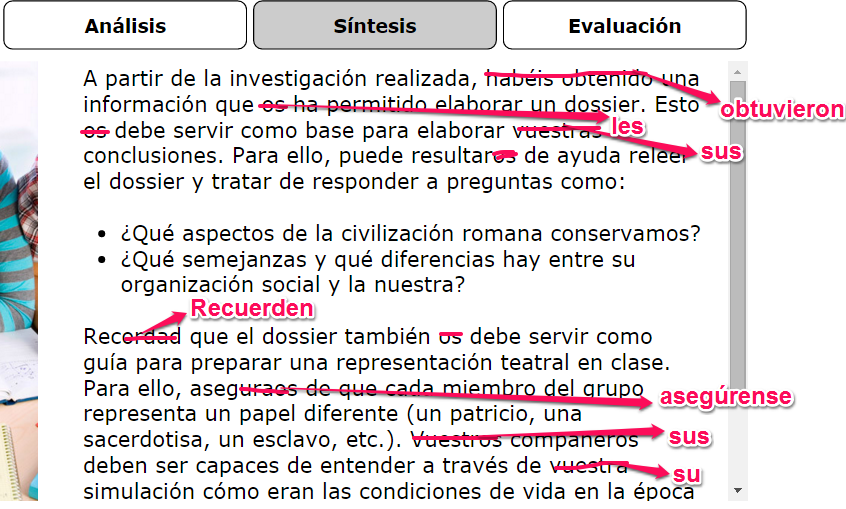 Análisis Síntesis Evaluación
A partir de la investigación realizada, habéis obtenido una
información que os ha permitido elaborar un dossier. Esto
obtuvieron
os debe servir como base para elaborar vuestras
les
conclusiones. Para ello, puede resultaros de ayuda releer
sus
el dossier y tratar de responder a preguntas como:
• ¿Qué aspectos de la civilización romana conservamos?
• ¿Qué semejanzas y qué diferencias hay entre su
organización social y la nuestra?
Recuerden
Recordad que el dossier también os debe servir como
guía para preparar una representación teatral en clase.
Para ello, aseguraos de que cada miembro del grupo
asegúrense
representa un papel diferente (un patricio, una
sacerdotisa, un esclavo, etc.). Vuestros compañeros
sus
deben ser capaces de entender a través de vuestra
su
simulación cómo eran las condiciones de vida en la época